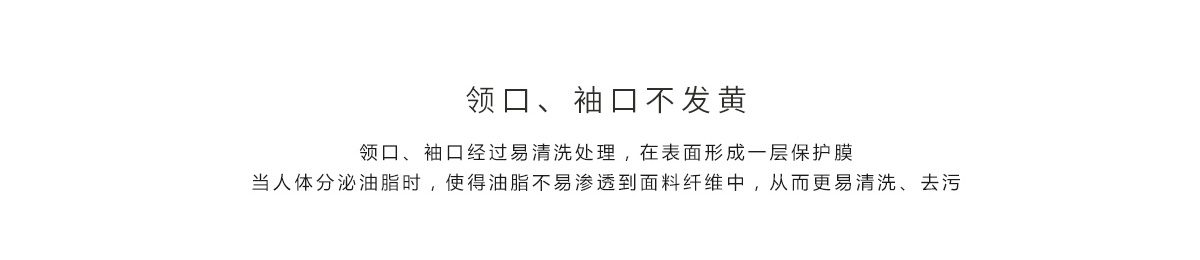 领口、袖口不发黄
领口、袖口经过易清洗处理，在表面形成一层保护膜
当人体分泌油脂时，使得油脂不易渗透到面料纤维中，从而更易清洗、去污